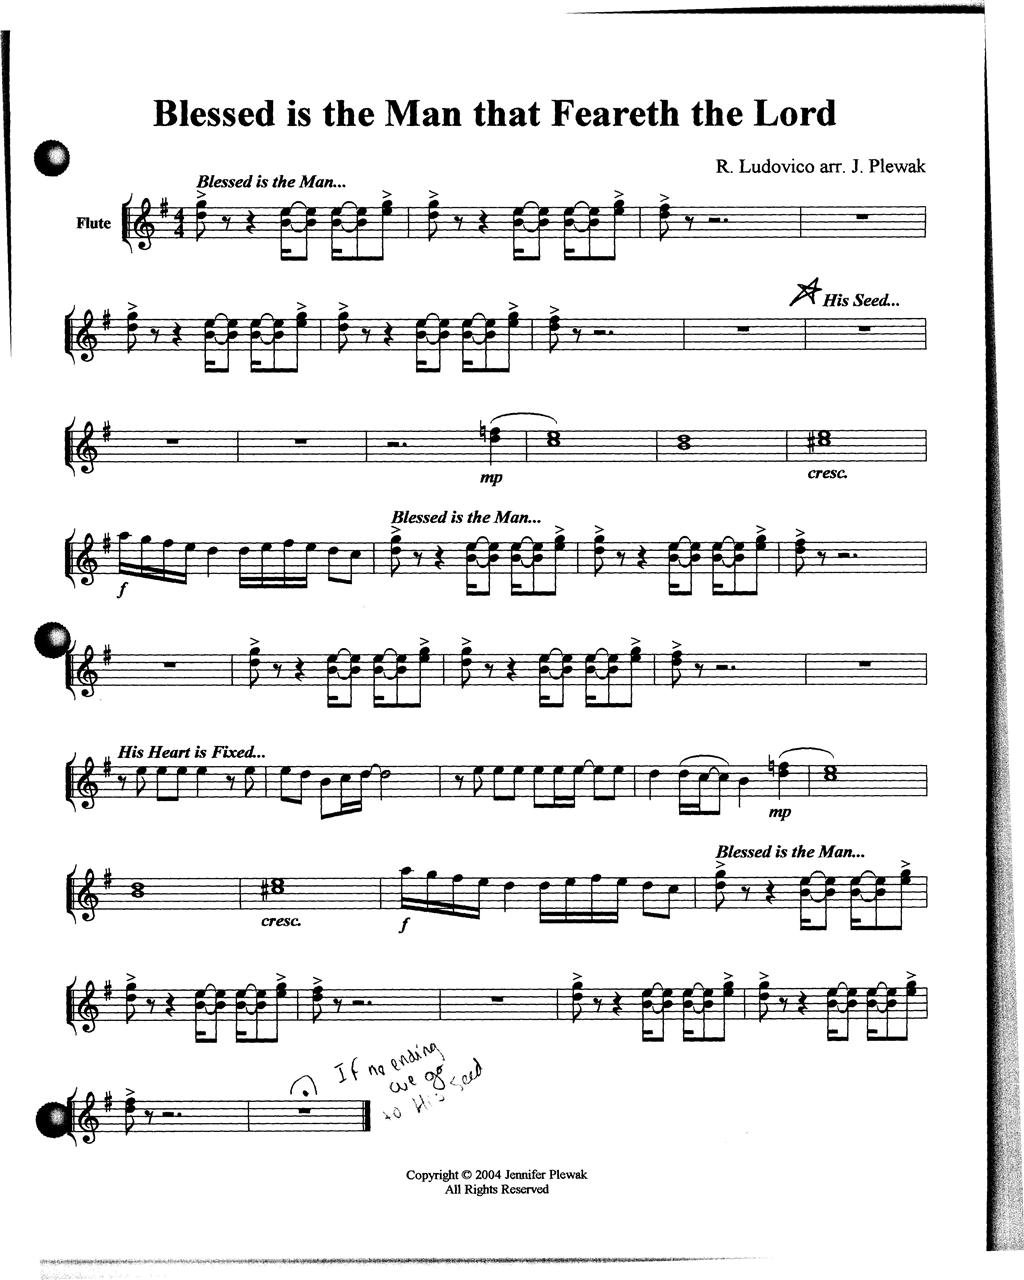 Blessed is the Man that Feareth the Lord
R. Ludovico arr. J. Plewak
Blessed is the Man...
Flute
His Seed...
mp
cresc.
Blessed is the Man...
f
His Heart is Fixed...
mp
Blessed is the Man...
cresc.
f
If no ending
we go
to His Seed
Copyright © 2004 Jennifer Plewak
All Rights Reserved